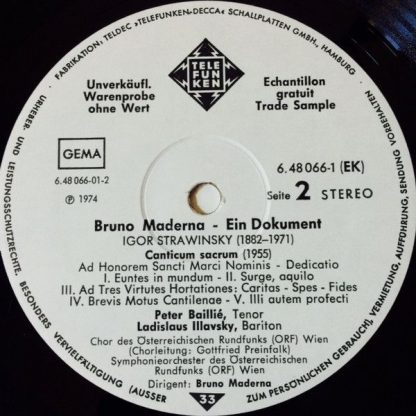 FABRIKATION, TELDEC »TELEFUNKEN-DECCA« SCHALLPLATTEN GMBH., HAMBURG
URHEBER- UND LEISTUNGSSCHUTZRECHTE. BESONDERS VERVIELFÄLTIGUNG (AUSSER ZUM PERSÖNLICHEN GEBRAUCH), VERMIETUNG, AUFFÜHRUNG, SENDUNG VORBEHALTEN
TELE
FUN
KEN
Unverkäufl.
Warenprobe
ohne Wert
Echantillon
gratuit
Trade Sample
GEMA
6.48 066-01-2
Ⓟ 1974
6.48 066-1 (EK)
Seite 2 STEREO
Bruno Maderna - Ein Dokument
IGOR STRAWINSKY (1882-1971)
Canticum sacrum (1955)
Ad Honorem Sancti Marci Nominis - Dedicatio
I. Euntes in mundum - II. Surge, aquilo
III. Ad Tres Virtutes Hortationes: Caritas - Spes - Fides
IV. Brevis Motus Cantilenae - V. Illi autem profecti
Peter Baillié, Tenor
Ladislaus Illavsky, Bariton
Chor des Österreichischen Rundfunks (ORF) Wien
(Chorleitung: Gottfried Preinfalk)
Symphonieorchester des Österreichischen
Rundfunks (ORF) Wien
Dirigent: Bruno Maderna
33